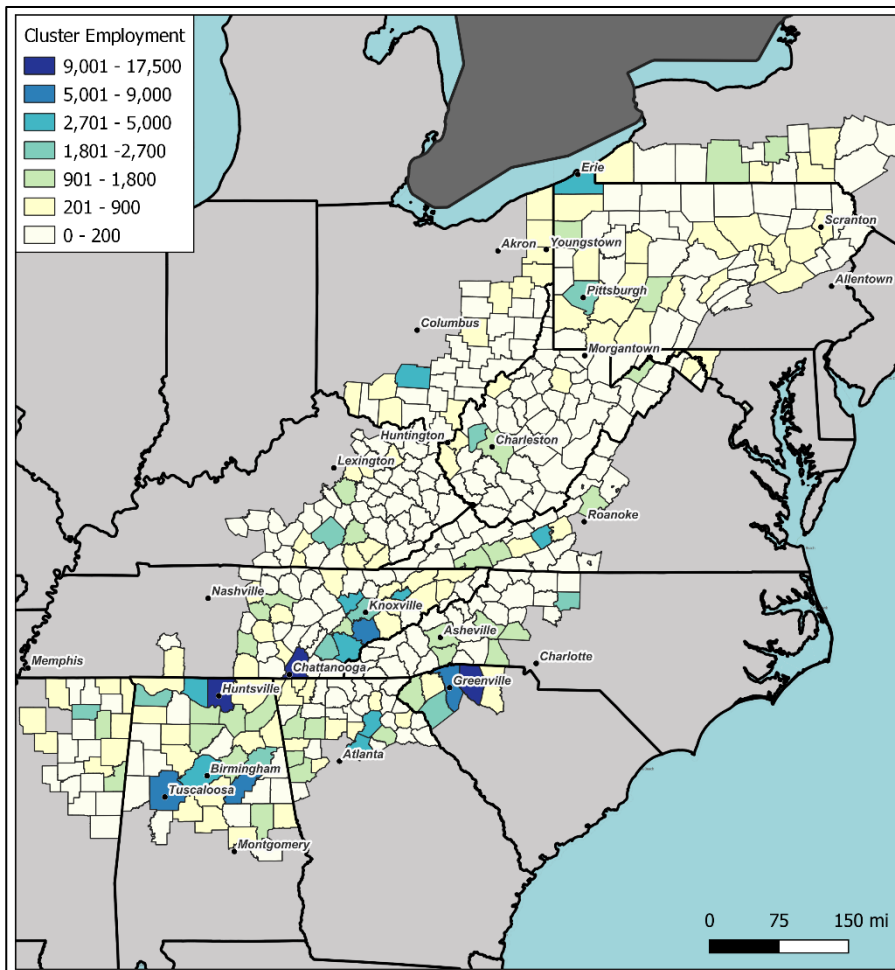 Cluster Employment
9,001 - 17,500
5,001 - 9,000
2,701 - 5,000
1,801 -2,700
901 - 1,800
201 - 900
0 - 200
Erie
Scranton
Akron
Youngstown
Allentown
Pittsburgh
Columbus
Morgantown
Huntington
Charleston
Lexington
Roanoke
Nashville
Knoxville
Asheville
Memphis
Chattanooga
Charlotte
Huntsville
Greenville
Atlanta
Birmingham
Tuscaloosa
Montgomery
0 75 150 mi